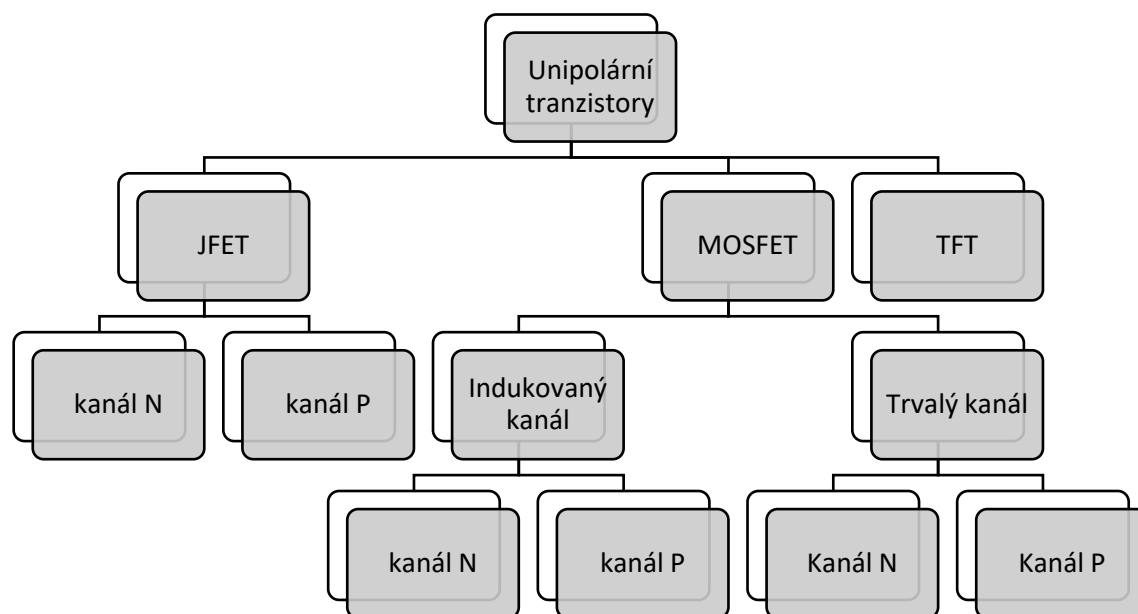 Unipolární
tranzistory
JFET
MOSFET
TFT
kanál N
kanál P
Indukovaný
kanál
Trvalý kanál
kanál N
kanál P
Kanál N
Kanál P